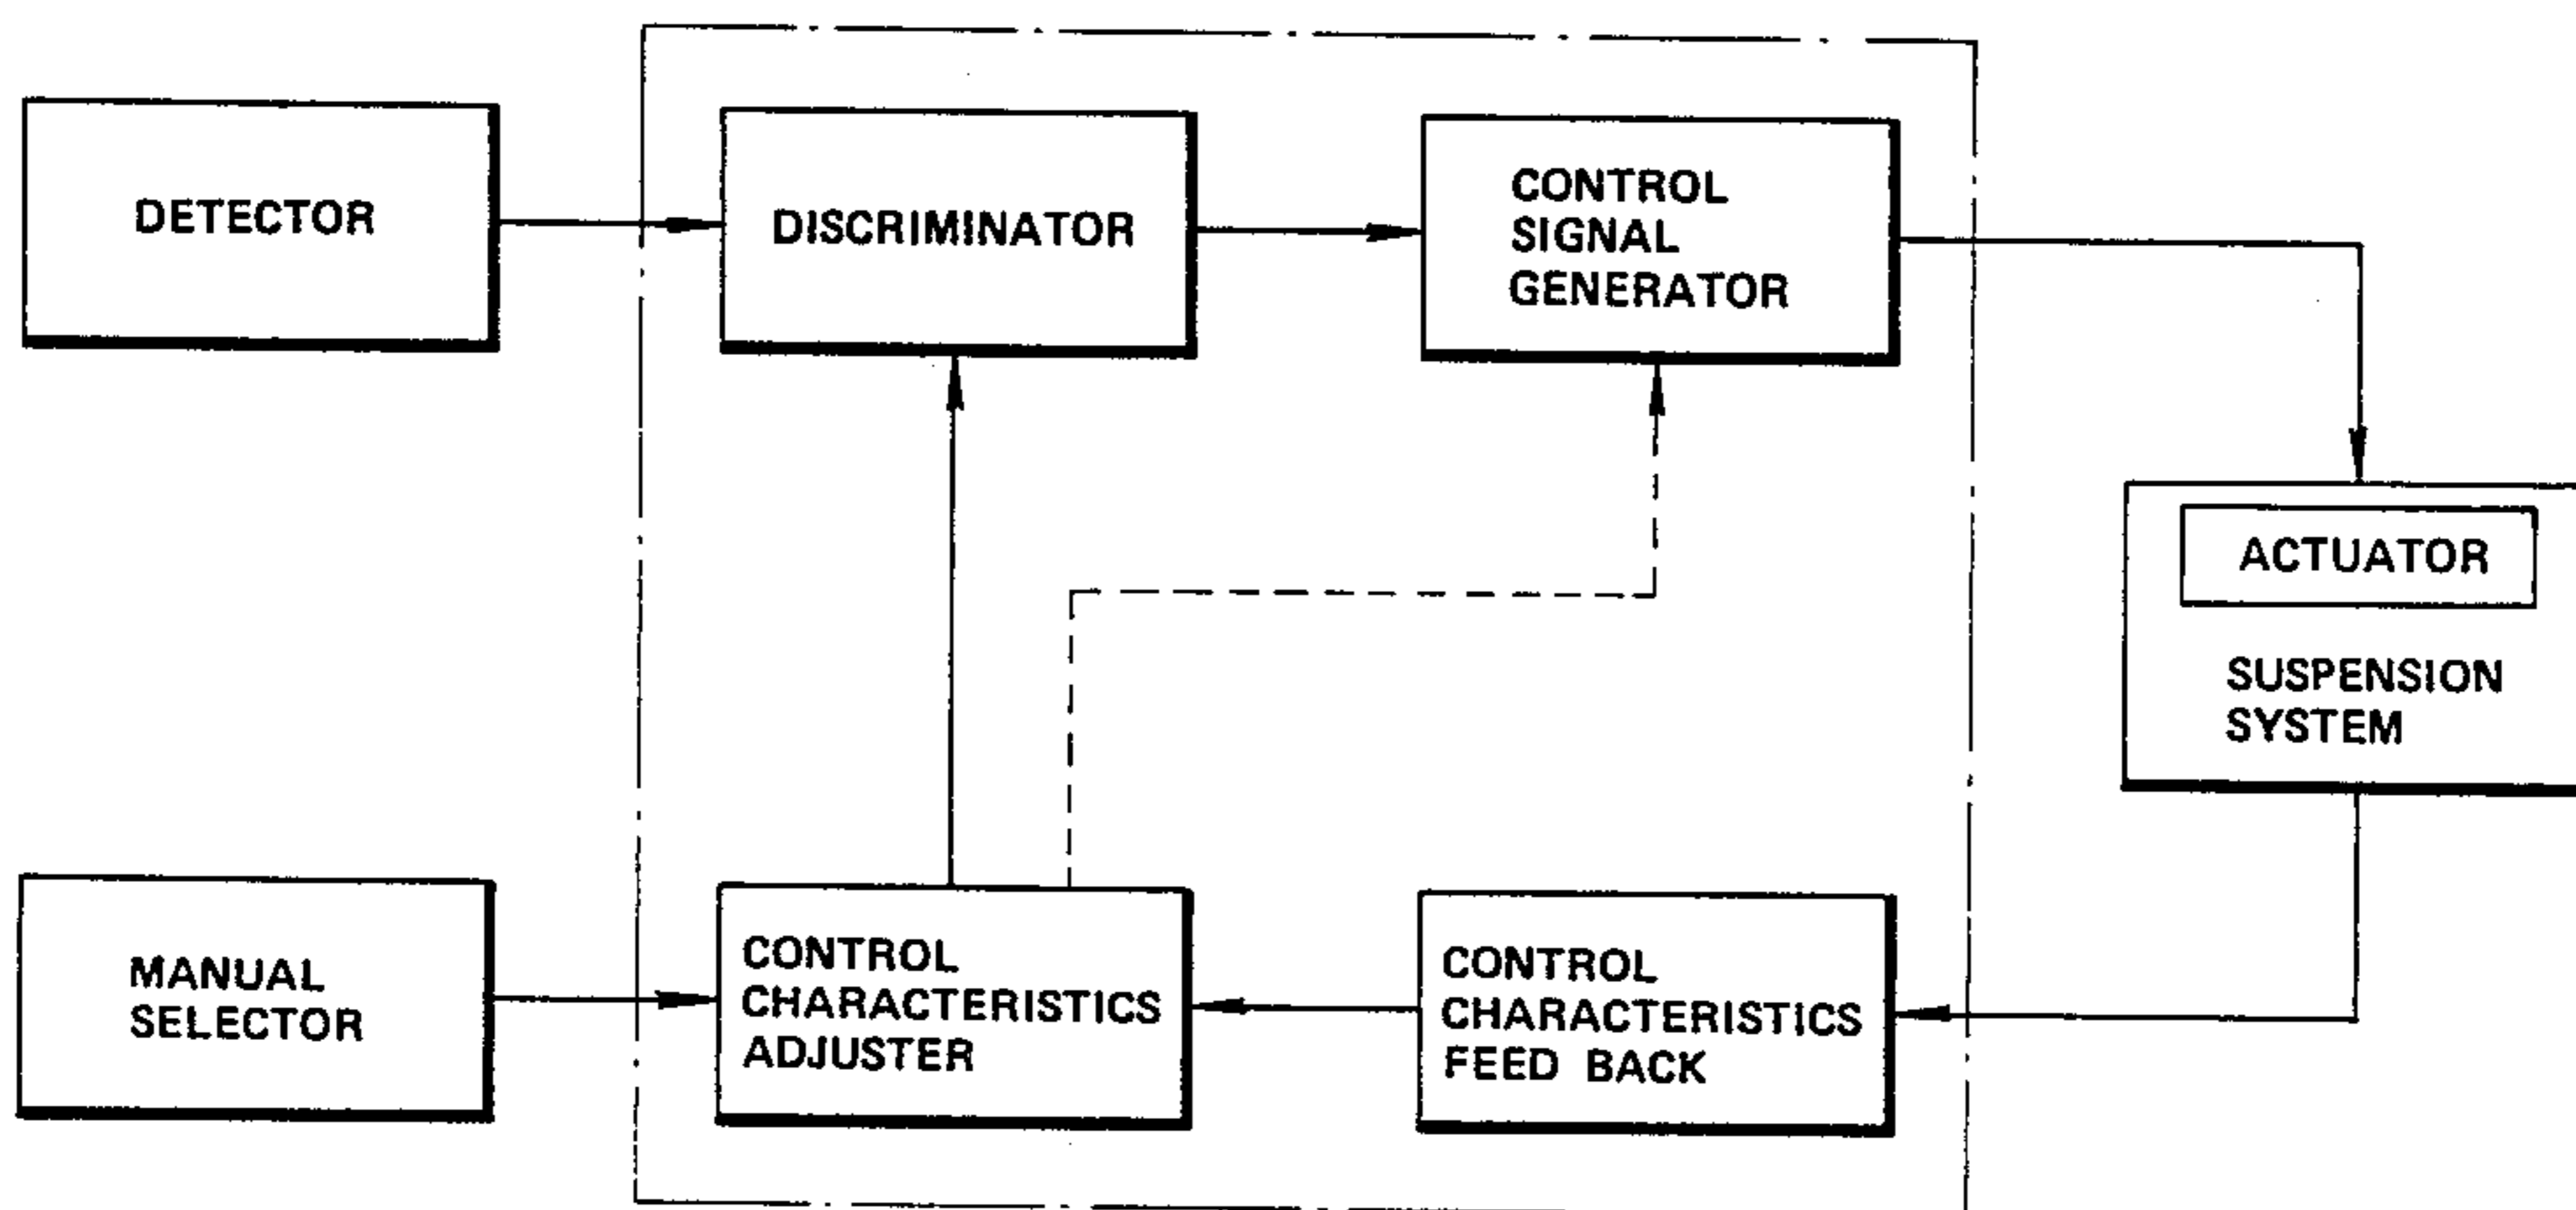 DETECTOR
DISCRIMINATOR
CONTROL
SIGNAL
GENERATOR
ACTUATOR
SUSPENSION
SYSTEM
MANUAL
SELECTOR
CONTROL
CHARACTERISTICS
ADJUSTER
CONTROL
CHARACTERISTICS
FEED BACK